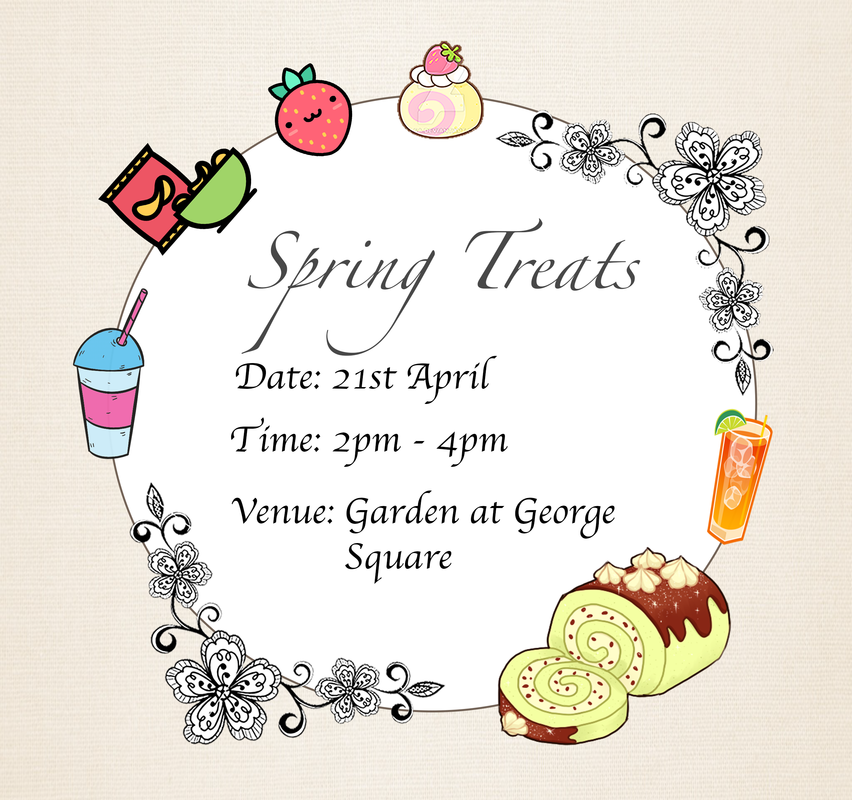 Spring Treats
Date: 21st April
Time: 2pm - 4pm
Venue: Garden at George
Square